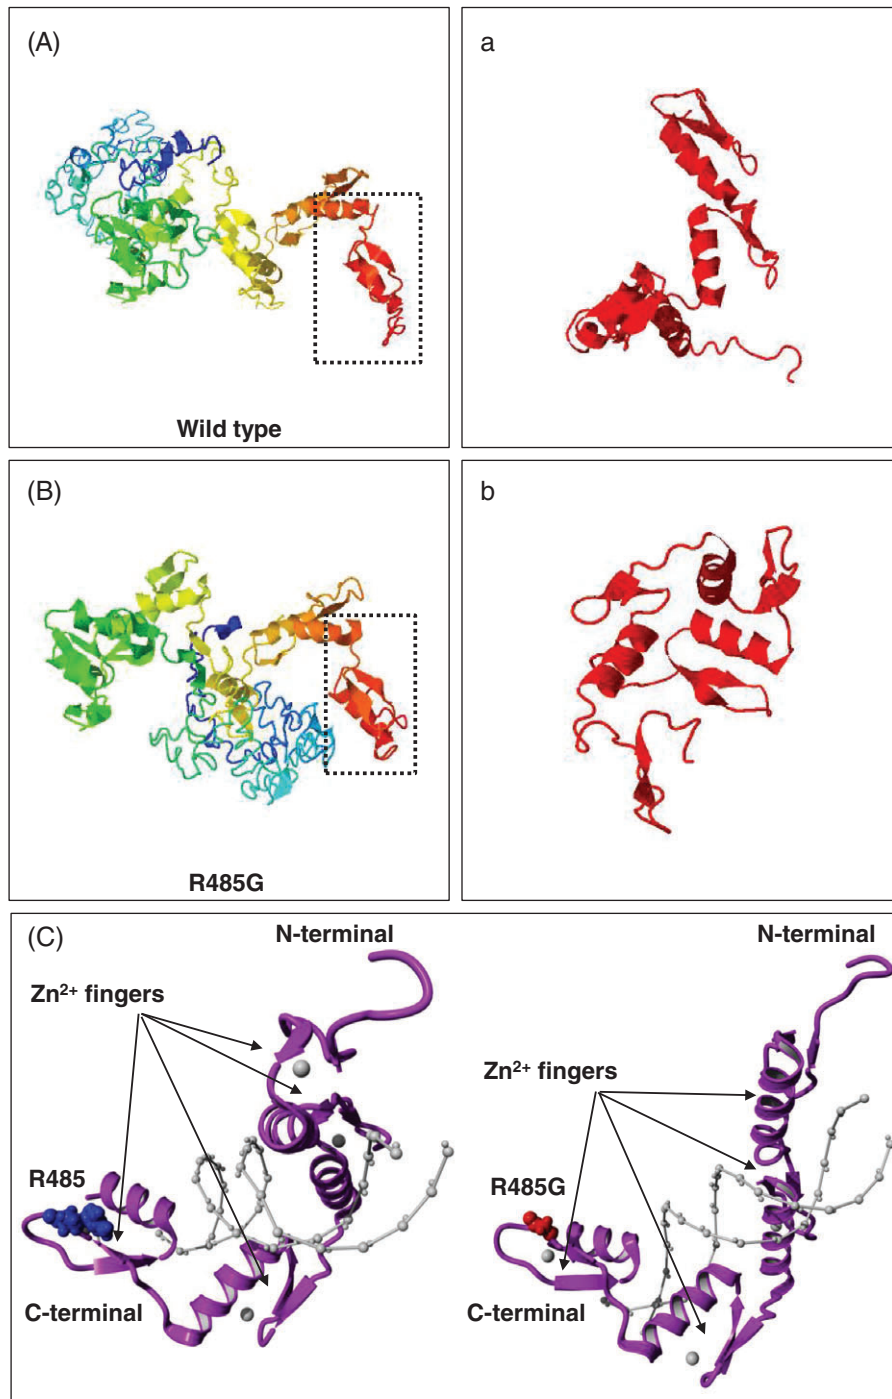 (A)
a
Wild type
(B)
b
R485G
(C)
N-terminal
N-terminal
Zn²⁺ fingers
Zn²⁺ fingers
R485
R485G
C-terminal
C-terminal